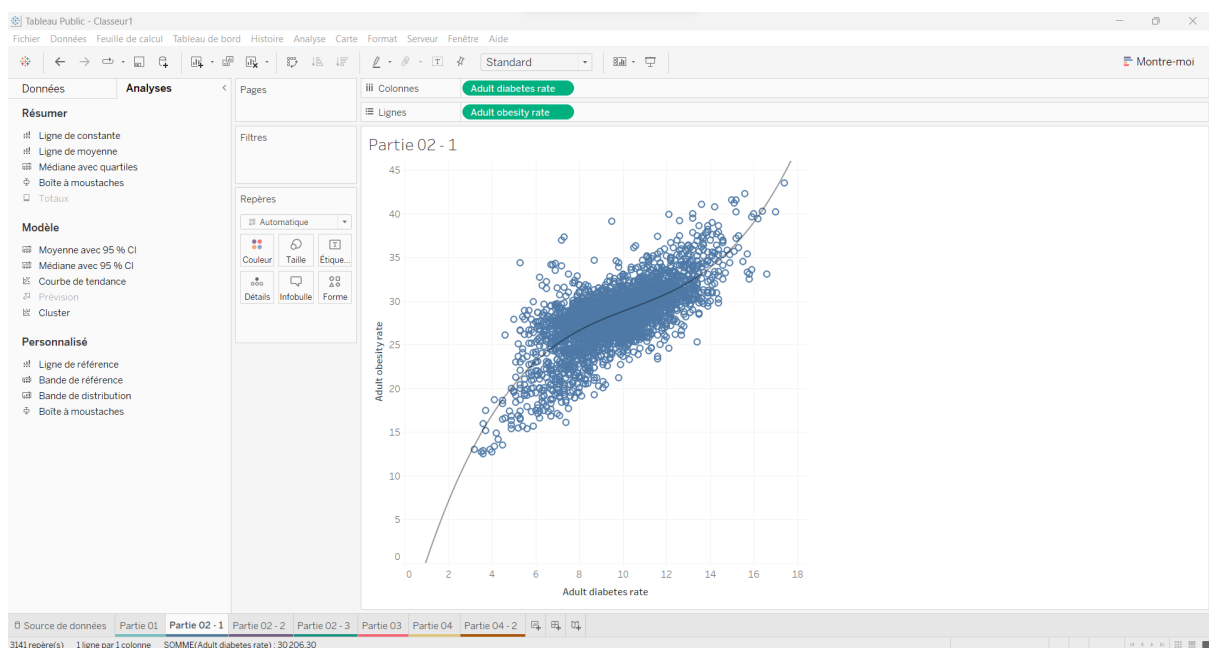 Tableau Public - Classeur1
Fichier Données Feuille de calcul Tableau de bord Histoire Analyse Carte Format Serveur Fenêtre Aide
Standard
Montre-moi
Données Analyses
Résumer
Ligne de constante
Ligne de moyenne
Médiane avec quartiles
Boîte à moustaches
Totaux
Modèle
Moyenne avec 95 % CI
Médiane avec 95 % CI
Courbe de tendance
Prévision
Cluster
Personnalisé
Ligne de référence
Bande de référence
Bande de distribution
Boîte à moustaches
Pages
Filtres
Repères
Automatique
Couleur Taille Étique...
Détails Infobulle Forme
Colonnes Adult diabetes rate
Lignes Adult obesity rate
Partie 02 - 1
45
40
35
30
25
20
15
10
5
0
Adult obesity rate
0 2 4 6 8 10 12 14 16 18
Adult diabetes rate
Source de données Partie 01 Partie 02 - 1 Partie 02 - 2 Partie 02 - 3 Partie 03 Partie 04 Partie 04 - 2
3141 repère(s) 1 ligne par 1 colonne SOMME(Adult diabetes rate) : 30 206,30